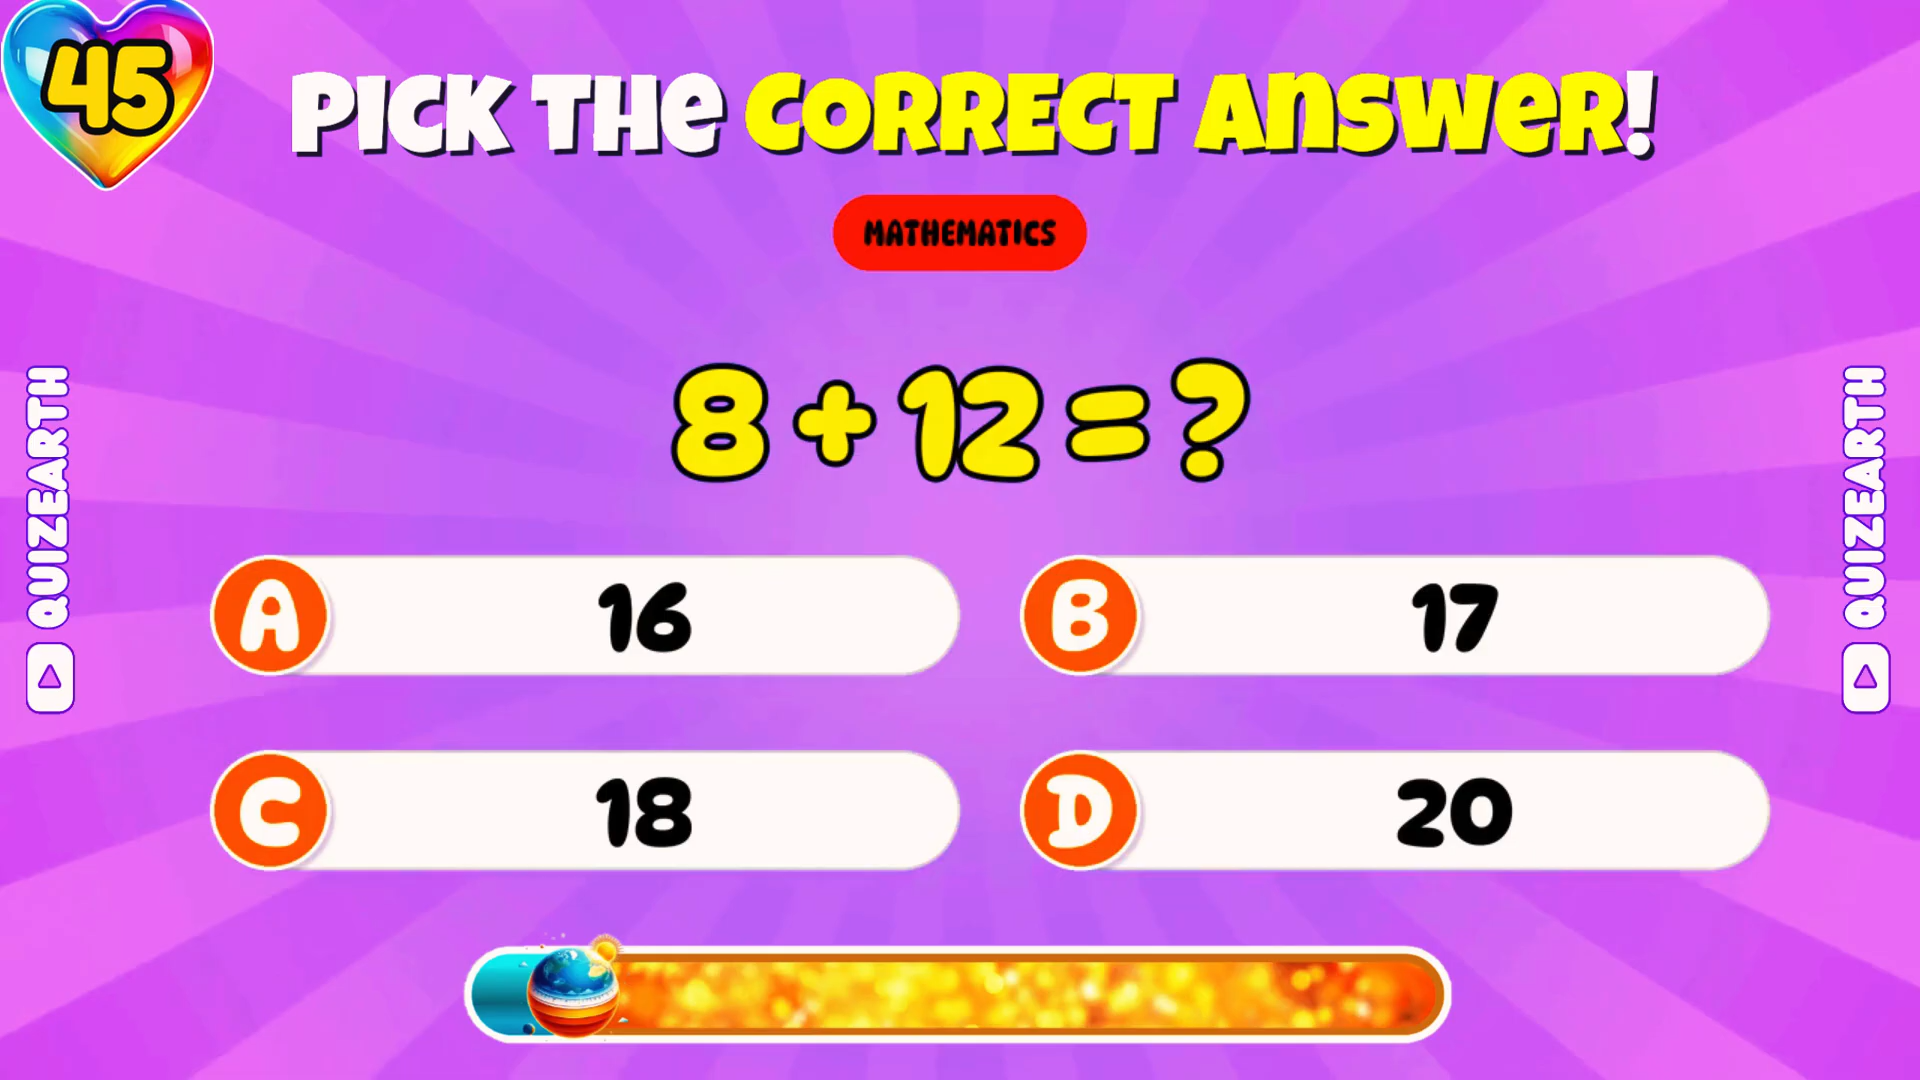 45
PICK THE CORRECT ANSWER!
MATHEMATICS
8+12=?
A 16
B 17
C 18
D 20
QUIZEARTH
QUIZEARTH